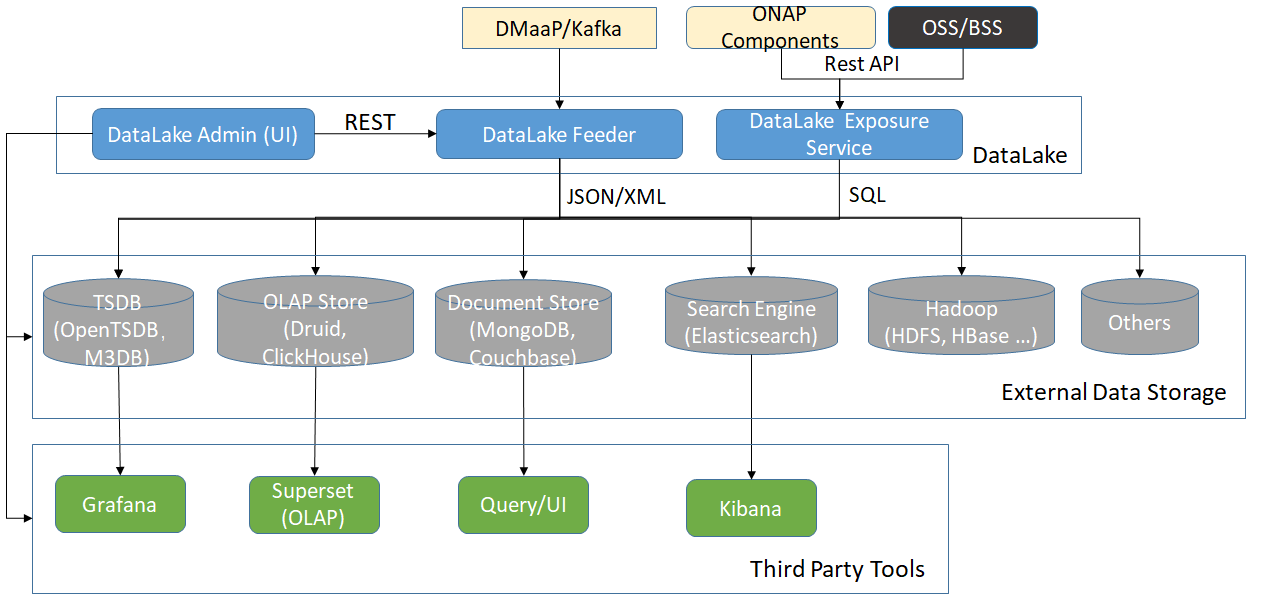 DMaaP/Kafka
ONAP
Components
OSS/BSS
Rest API
DataLake Admin (UI)
REST
DataLake Feeder
DataLake  Exposure
Service
DataLake
JSON/XML
SQL
TSDB
(OpenTSDB,
M3DB)
OLAP Store
(Druid,
ClickHouse)
Document Store
(MongoDB,
Couchbase)
Search Engine
(Elasticsearch)
Hadoop
(HDFS, HBase ...)
Others
External Data Storage
Grafana
Superset
(OLAP)
Query/UI
Kibana
Third Party Tools